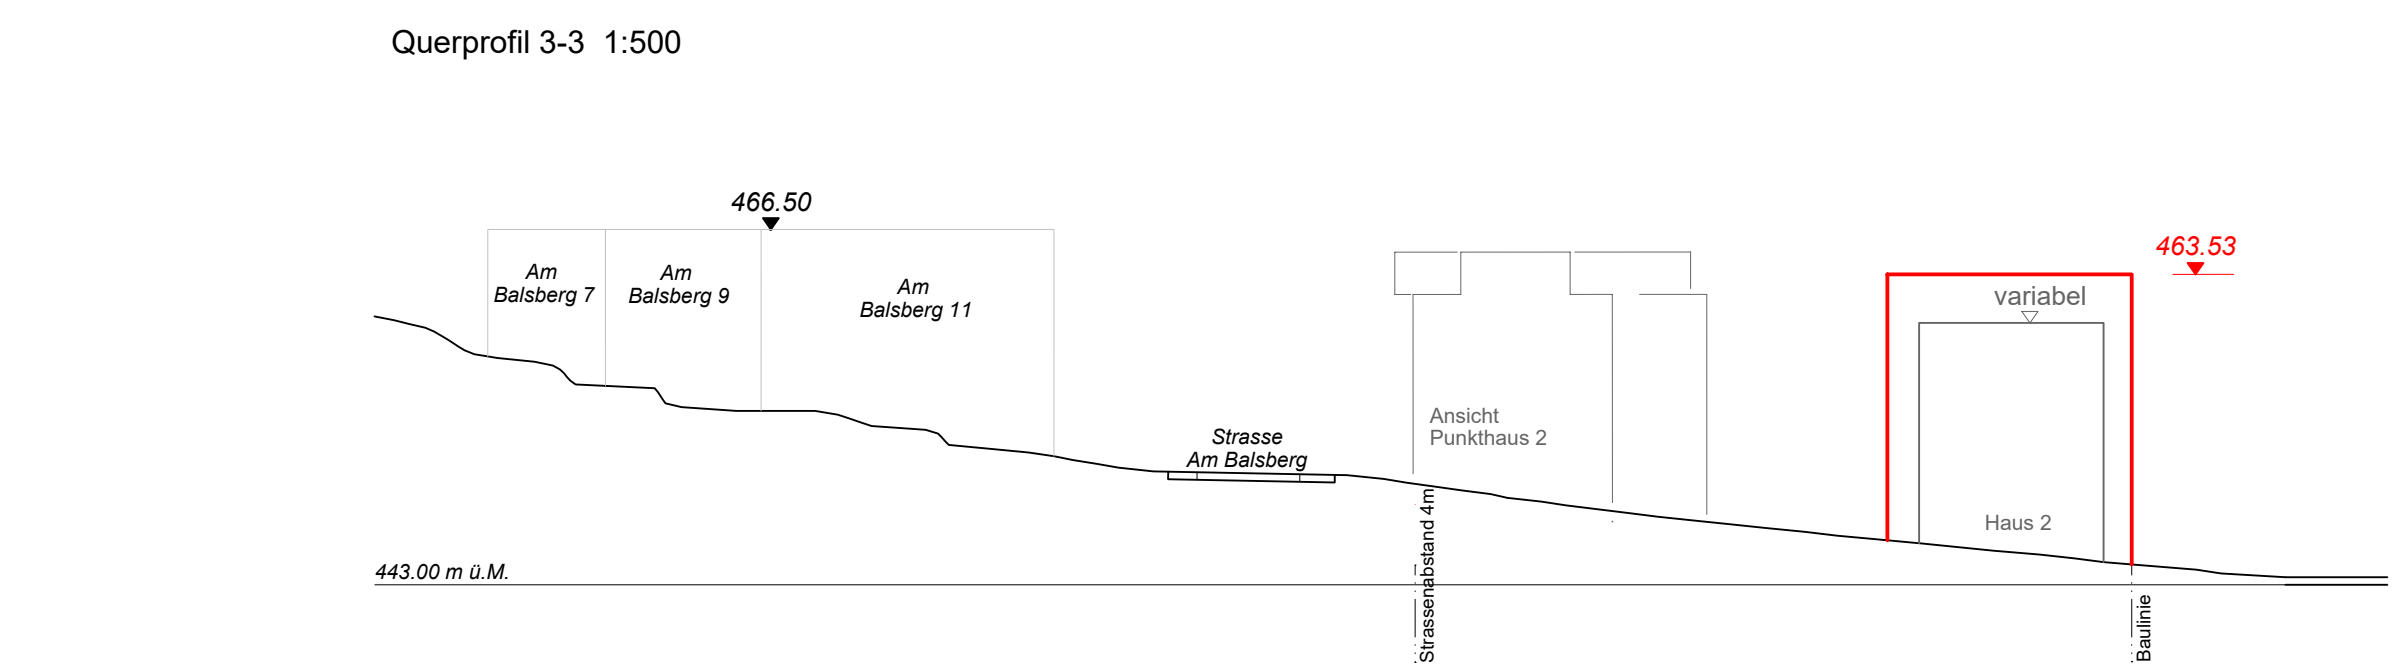 Querprofil 3-3  1:500
466.50
463.53
Am
Balsberg 7
Am
Balsberg 9
Am
Balsberg 11
variabel
Ansicht
Punkthaus 2
Strasse
Am Balsberg
Haus 2
443.00 m ü.M.
Strassenabstand 4m
Baulinie